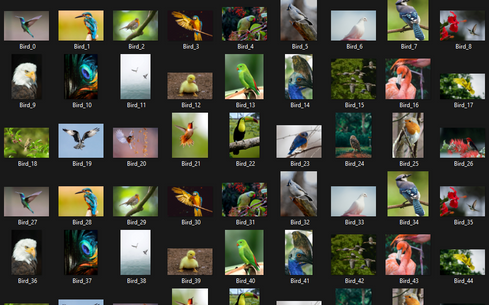 Bird_0 Bird_1 Bird_2 Bird_3 Bird_4 Bird_5 Bird_6 Bird_7 Bird_8
Bird_9 Bird_10 Bird_11 Bird_12 Bird_13 Bird_14 Bird_15 Bird_16 Bird_17
Bird_18 Bird_19 Bird_20 Bird_21 Bird_22 Bird_23 Bird_24 Bird_25 Bird_26
Bird_27 Bird_28 Bird_29 Bird_30 Bird_31 Bird_32 Bird_33 Bird_34 Bird_35
Bird_36 Bird_37 Bird_38 Bird_39 Bird_40 Bird_41 Bird_42 Bird_43 Bird_44